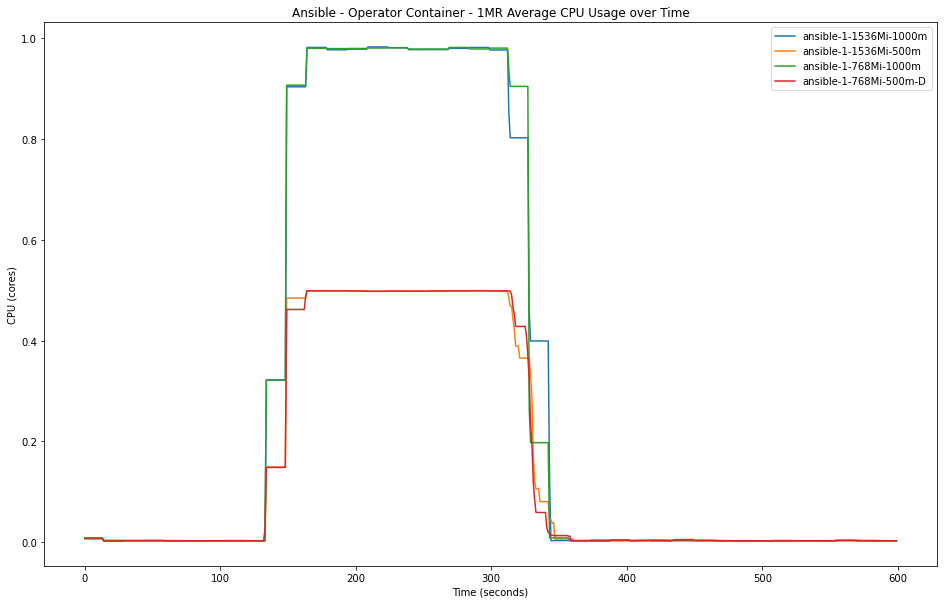 Ansible - Operator Container - 1MR Average CPU Usage over Time
ansible-1-1536Mi-1000m
ansible-1-1536Mi-500m
ansible-1-768Mi-1000m
ansible-1-768Mi-500m-D
CPU (cores)
1.0
0.8
0.6
0.4
0.2
0.0
0
100
200
300
400
500
600
Time (seconds)